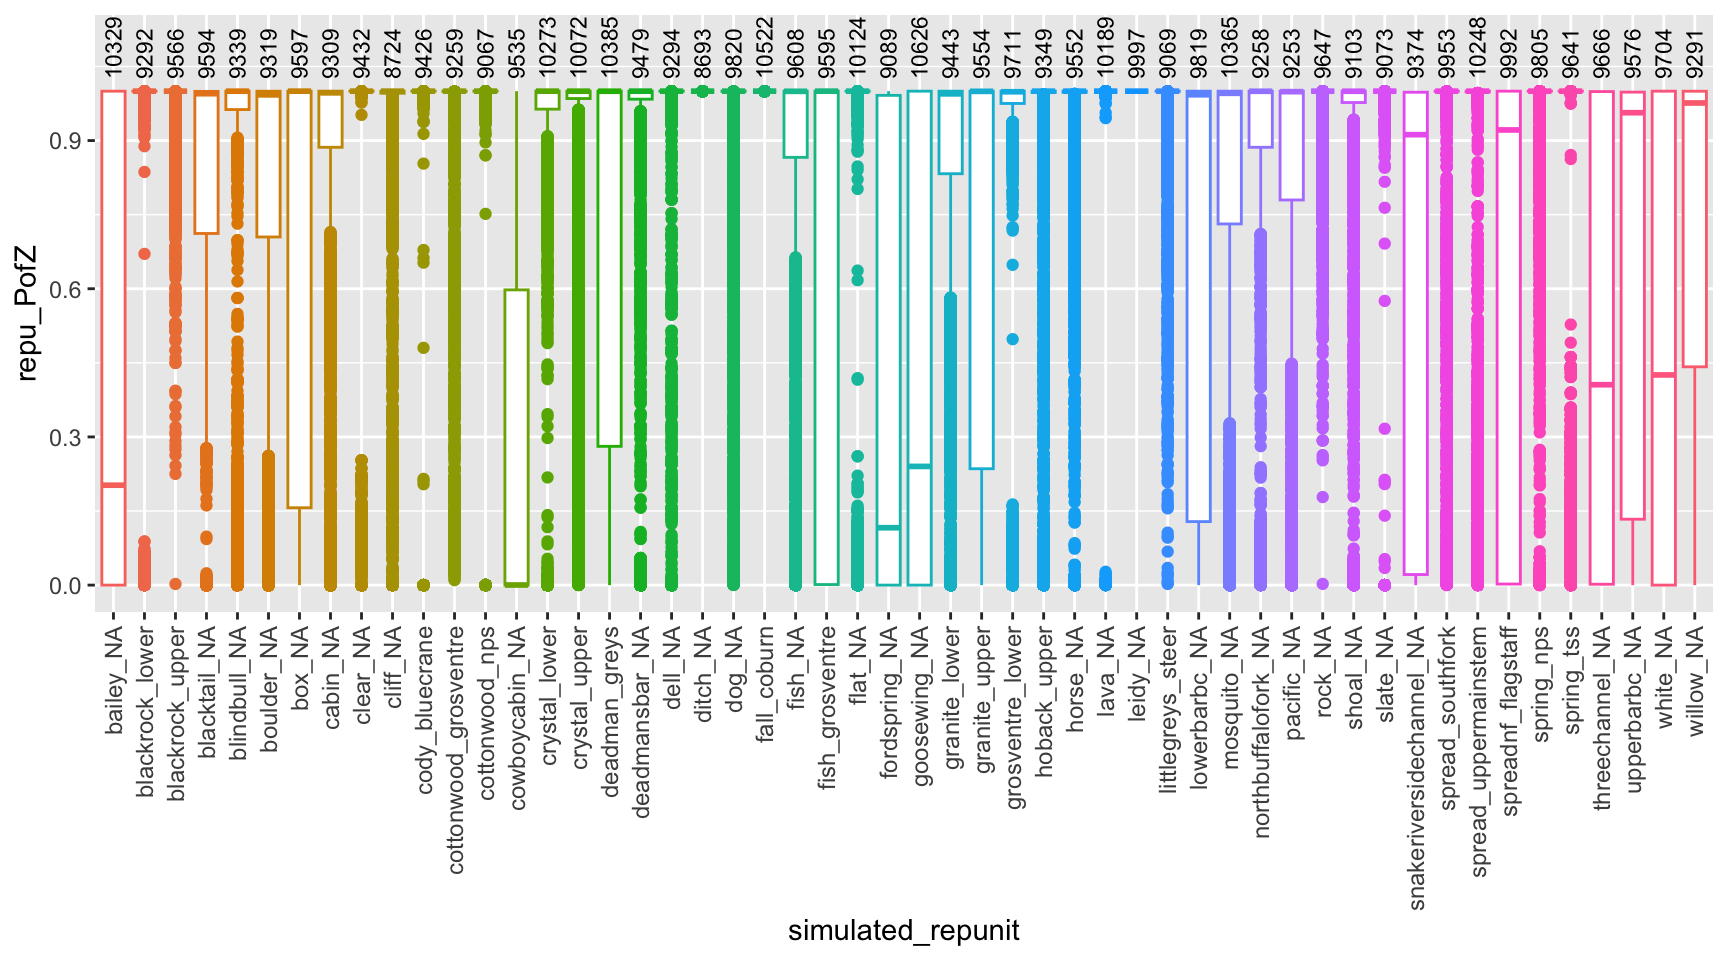 10329 9292 9566 9594 9339 9319 9597 9309 9432 8724 9426 9259 9067 9535 10273 10072 10385 9479 9294 8693 9820 10522 9608 9595 10124 9089 10626 9443 9554 9711 9349 9552 10189 9997 9069 9819 10365 9258 9253 9647 9103 9073 9374 9953 10248 9992 9805 9641 9666 9576 9704 9291
repu_PofZ
0.9
0.6
0.3
0.0
bailey_NA
blackrock_lower
blackrock_upper
blacktail_NA
blindbull_NA
boulder_NA
box_NA
cabin_NA
clear_NA
cliff_NA
cody_bluecrane
cottonwood_grosventre
cottonwood_nps
cowboycabin_NA
crystal_lower
crystal_upper
deadman_greys
deadmansbar_NA
dell_NA
ditch_NA
dog_NA
fall_coburn
fish_NA
fish_grosventre
flat_NA
fordspring_NA
goosewing_NA
granite_lower
granite_upper
grosventre_lower
hoback_upper
horse_NA
lava_NA
leidy_NA
littlegreys_steer
lowerbarbc_NA
mosquito_NA
northbuffalofork_NA
pacific_NA
rock_NA
shoal_NA
slate_NA
snakeriversidechannel_NA
spread_southfork
spread_uppermainstem
spreadnf_flagstaff
spring_nps
spring_tss
threechannel_NA
upperbarbc_NA
white_NA
willow_NA
simulated_repunit